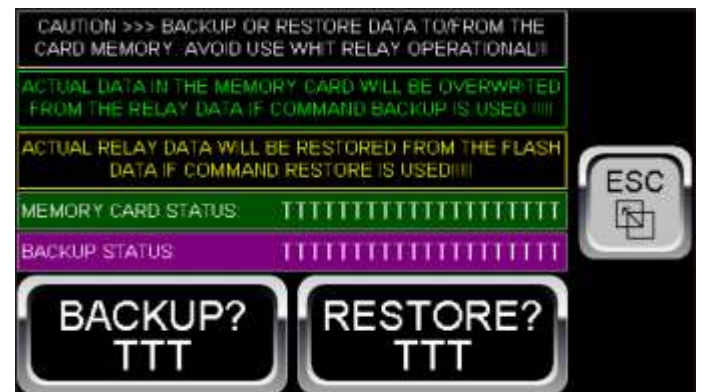 CAUTION >>> BACKUP OR RESTORE DATA TO/FROM THE
CARD MEMORY. AVOID USE WHIT RELAY OPERATIONAL!!
ACTUAL DATA IN THE MEMORY CARD WILL BE OVERWRITED
FROM THE RELAY DATA IF COMMAND BACKUP IS USED !!!!!
ACTUAL RELAY DATA WILL BE RESTORED FROM THE FLASH
DATA IF COMMAND RESTORE IS USED!!!!!
ESC
MEMORY CARD STATUS: TTTTTTTTTTTTTTTTTTTT
BACKUP STATUS: TTTTTTTTTTTTTTTTTTTT
BACKUP?
TTT
RESTORE?
TTT